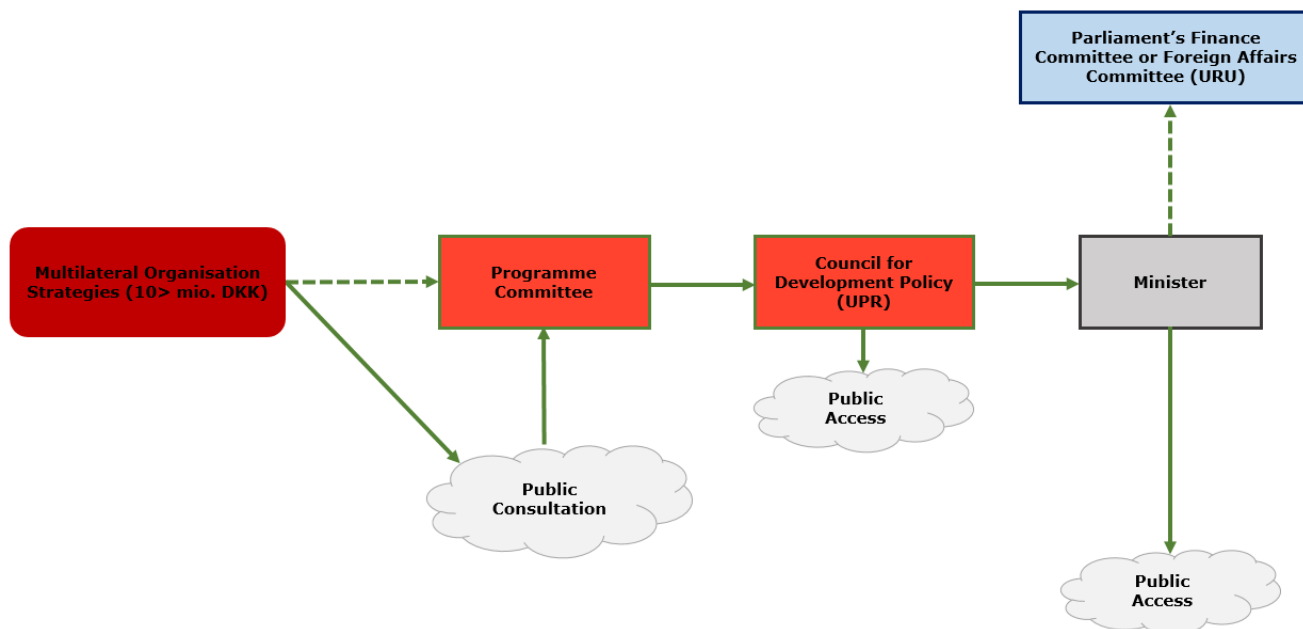 Parliament’s Finance
Committee or Foreign Affairs
Committee (URU)
Multilateral Organisation
Strategies (10> mio. DKK)
Programme
Committee
Council for
Development Policy
(UPR)
Minister
Public
Access
Public
Consultation
Public
Access